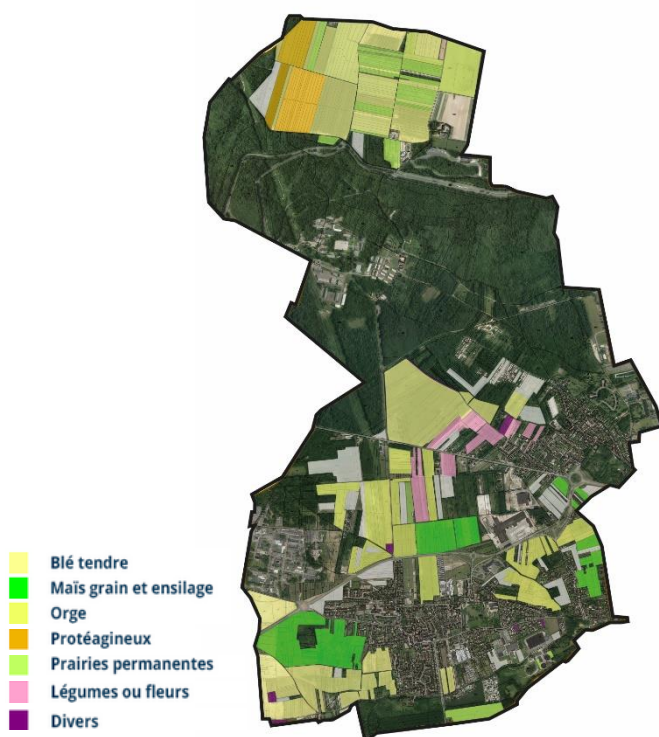 Blé tendre
Maïs grain et ensilage
Orge
Protéagineux
Prairies permanentes
Légumes ou fleurs
Divers